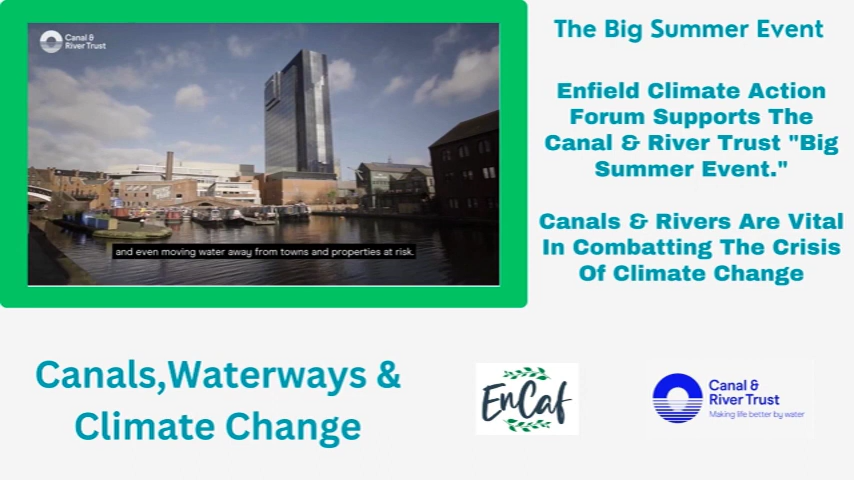 Canal &
River Trust
and even moving water away from towns and properties at risk.
The Big Summer Event
Enfield Climate Action
Forum Supports The
Canal & River Trust "Big
Summer Event."
Canals & Rivers Are Vital
In Combatting The Crisis
Of Climate Change
Canals,Waterways &
Climate Change
EnCaf
Canal &
River Trust
Making life better by water